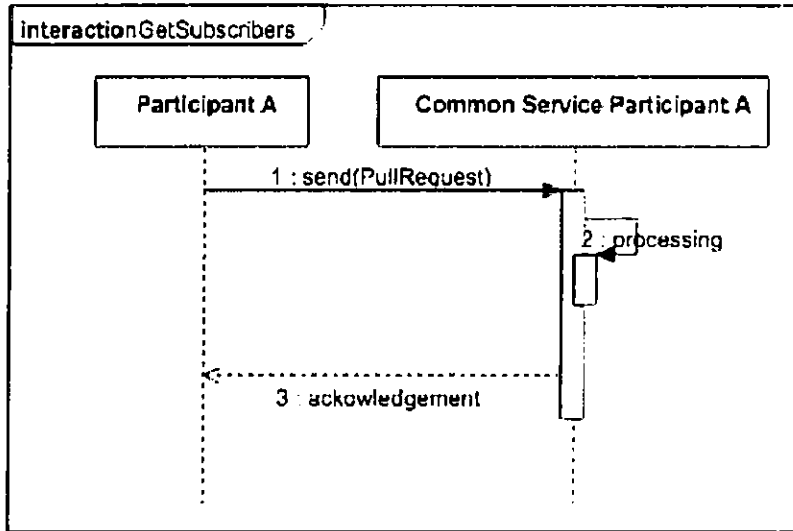 interactionGetSubscribers
Participant A
Common Service Participant A
1 : send(PullRequest)
2 : processing
3 : ackowledgement